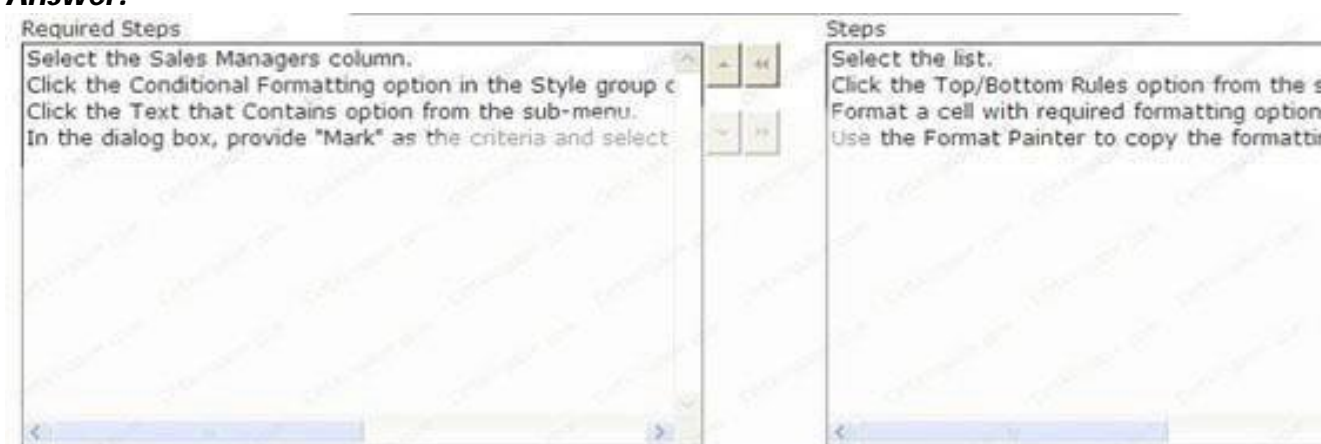 Answer:
Required Steps
Select the Sales Managers column.
Click the Conditional Formatting option in the Style group
Click the Text that Contains option from the sub-menu.
In the dialog box, provide "Mark" as the criteria and select
Steps
Select the list.
Click the Top/Bottom Rules option from the s
Format a cell with required formatting option
Use the Format Painter to copy the formatti